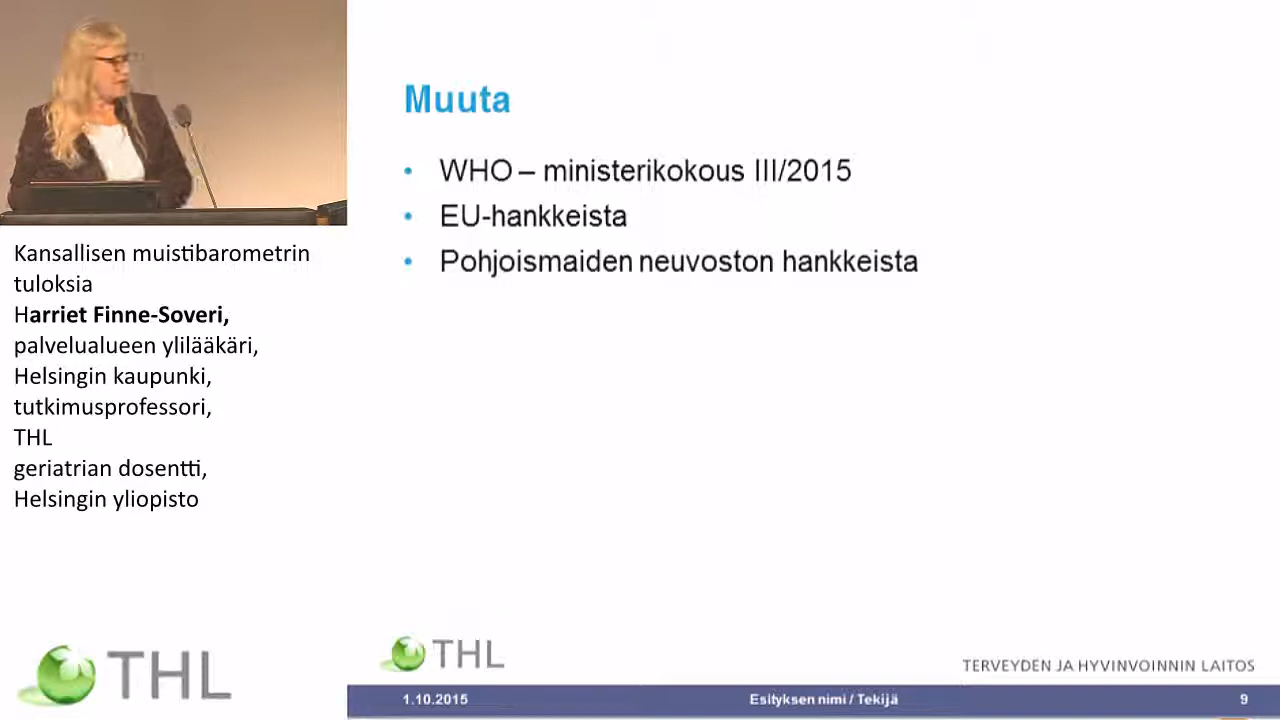 Muuta
• WHO – ministerikokous III/2015
• EU-hankkeista
• Pohjoismaiden neuvoston hankkeista
Kansallisen muistibarometrin
tuloksia
Harriet Finne-Soveri,
palvelualueen ylilääkäri,
Helsingin kaupunki,
tutkimusprofessori,
THL
geriatrian dosentti,
Helsingin yliopisto
THL
THL
TERVEYDEN JA HYVINVOINNIN LAITOS
1.10.2015
Esityksen nimi / Tekijä
9